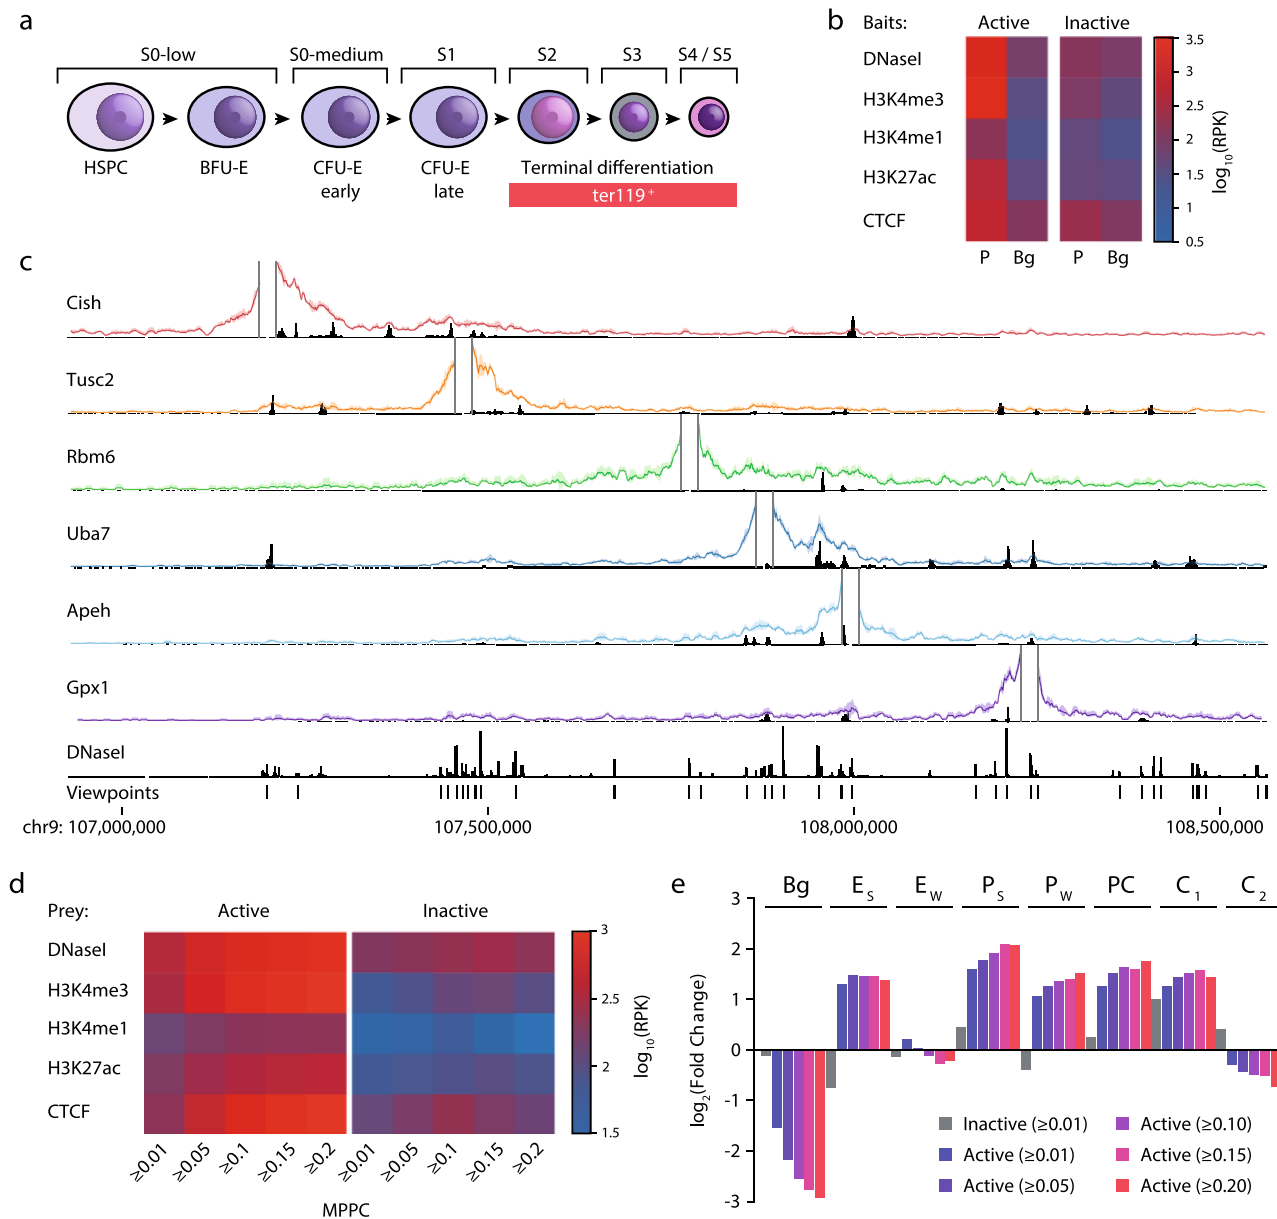 a
S0-low S0-medium S1 S2 S3 S4 / S5
HSPC BFU-E CFU-E early CFU-E late Terminal differentiation
ter119 +
b
Baits: Active Inactive
DNaseI
H3K4me3
H3K4me1
H3K27ac
CTCF
P Bg P Bg
3.5
3
2.5
2
1.5
1
0.5
log10(RPK)
c
Cish
Tusc2
Rbm6
Uba7
Apeh
Gpx1
DNaseI
Viewpoints
chr9: 107,000,000 107,500,000 108,000,000 108,500,000
d
Prey: Active Inactive
DNaseI
H3K4me3
H3K4me1
H3K27ac
CTCF
≥0.01 ≥0.05 ≥0.1 ≥0.15 ≥0.2 ≥0.01 ≥0.05 ≥0.1 ≥0.15 ≥0.2
MPPC
3
2.5
2
1.5
log10(RPK)
e
Bg ES EW PS PW PC C1 C2
3
2
1
0
-1
-2
-3
log2(Fold Change)
Inactive (≥0.01) Active (≥0.10)
Active (≥0.01) Active (≥0.15)
Active (≥0.05) Active (≥0.20)